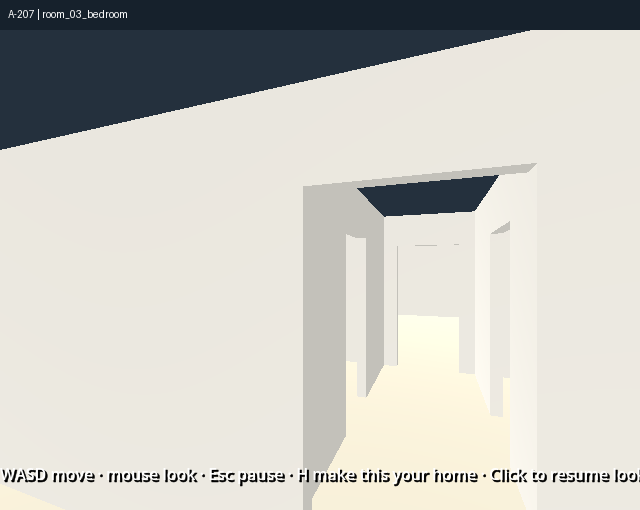 A-207 | room_03_bedroom
WASD move · mouse look · Esc pause · H make this your home · Click to resume loo